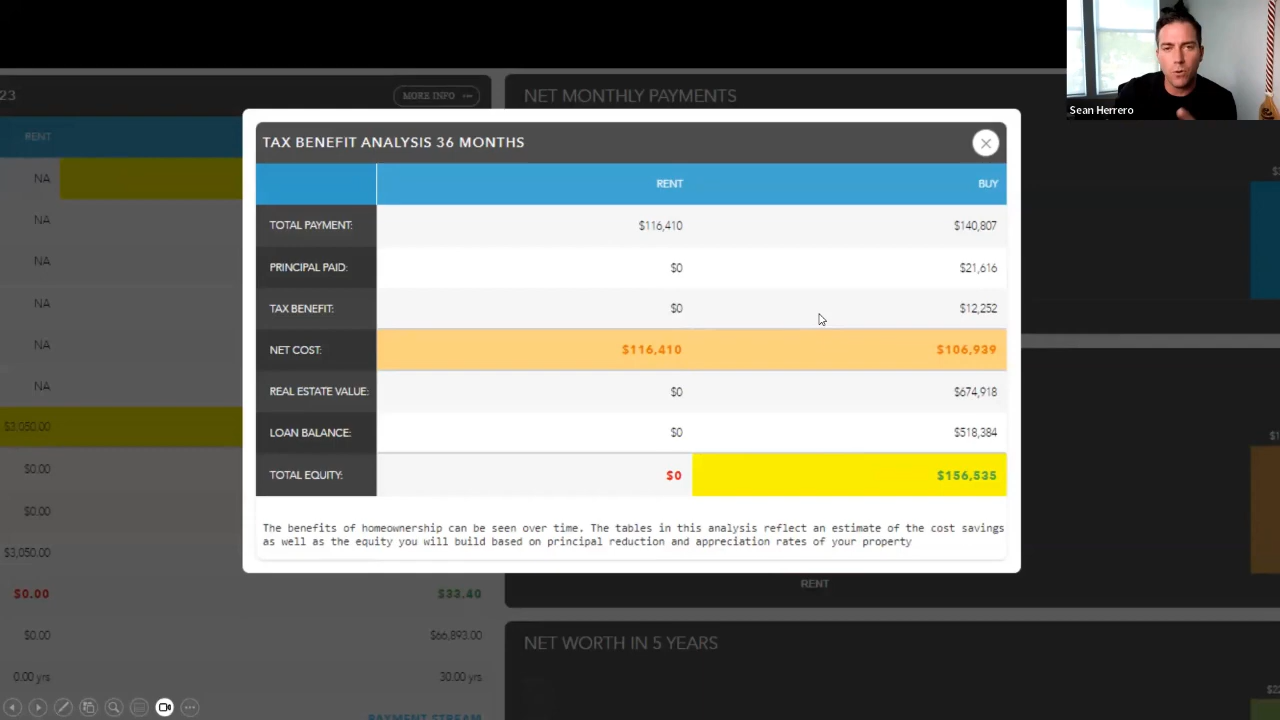 Sean Herrero
23
MORE INFO
NET MONTHLY PAYMENTS
RENT
TAX BENEFIT ANALYSIS 36 MONTHS
RENT BUY
TOTAL PAYMENT: $116,410 $140,807
PRINCIPAL PAID: $0 $21,616
TAX BENEFIT: $0 $12,252
NET COST: $116,410 $106,939
REAL ESTATE VALUE: $0 $674,918
LOAN BALANCE: $0 $518,384
TOTAL EQUITY: $0 $156,535
The benefits of homeownership can be seen over time. The tables in this analysis reflect an estimate of the cost savings
as well as the equity you will build based on principal reduction and appreciation rates of your property
NA
NA
NA
NA
NA
NA
$3,050.00
$0.00
$0.00
$3,050.00
$0.00 $33.40
$0.00 $66,893.00
0.00 yrs 30.00 yrs
PAYMENT STREAM
RENT
NET WORTH IN 5 YEARS